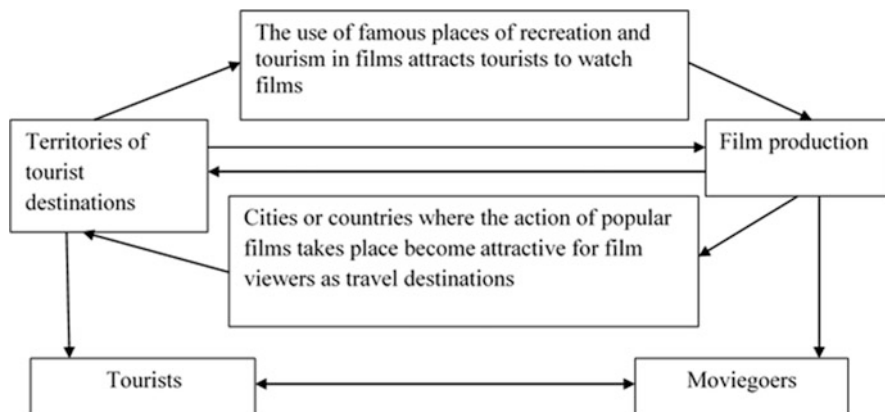 The use of famous places of recreation and
tourism in films attracts tourists to watch
films
Territories of
tourist
destinations
Film production
Cities or countries where the action of popular
films takes place become attractive for film
viewers as travel destinations
Tourists
Moviegoers